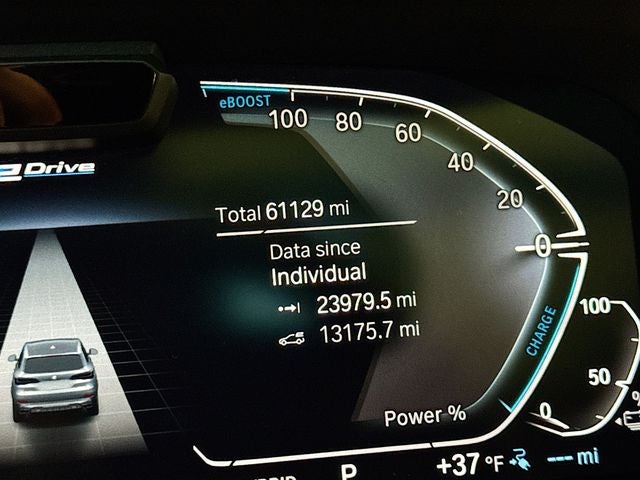 eBOOST
100 80 60 40 20 0
Drive
Total 61129 mi
Data since
Individual
23979.5 mi
13175.7 mi
CHARGE
100
50
0
Power %
%
P
+37 °F
--- mi